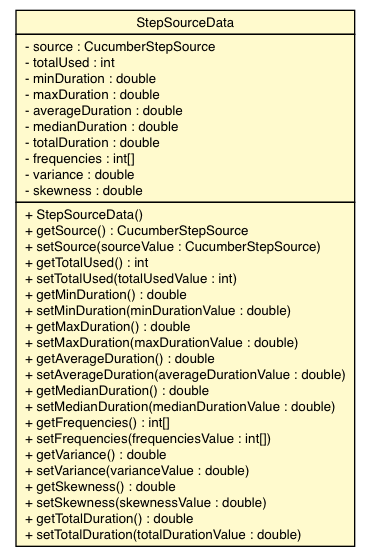 StepSourceData
- source : CucumberStepSource
- totalUsed : int
- minDuration : double
- maxDuration : double
- averageDuration : double
- medianDuration : double
- totalDuration : double
- frequencies : int[]
- variance : double
- skewness : double
+ StepSourceData()
+ getSource() : CucumberStepSource
+ setSource(sourceValue : CucumberStepSource)
+ getTotalUsed() : int
+ setTotalUsed(totalUsedValue : int)
+ getMinDuration() : double
+ setMinDuration(minDurationValue : double)
+ getMaxDuration() : double
+ setMaxDuration(maxDurationValue : double)
+ getAverageDuration() : double
+ setAverageDuration(averageDurationValue : double)
+ getMedianDuration() : double
+ setMedianDuration(medianDurationValue : double)
+ getFrequencies() : int[]
+ setFrequencies(frequenciesValue : int[])
+ getVariance() : double
+ setVariance(varianceValue : double)
+ getSkewness() : double
+ setSkewness(skewnessValue : double)
+ getTotalDuration() : double
+ setTotalDuration(totalDurationValue : double)